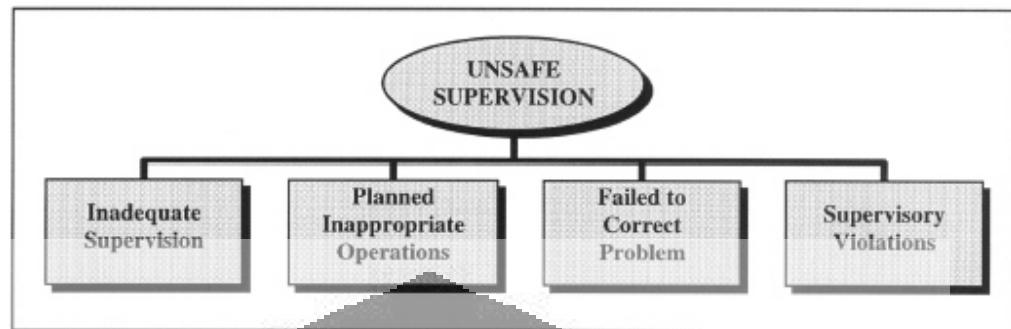 UNSAFE
SUPERVISION
Inadequate
Supervision
Planned
Inappropriate
Operations
Failed to
Correct
Problem
Supervisory
Violations